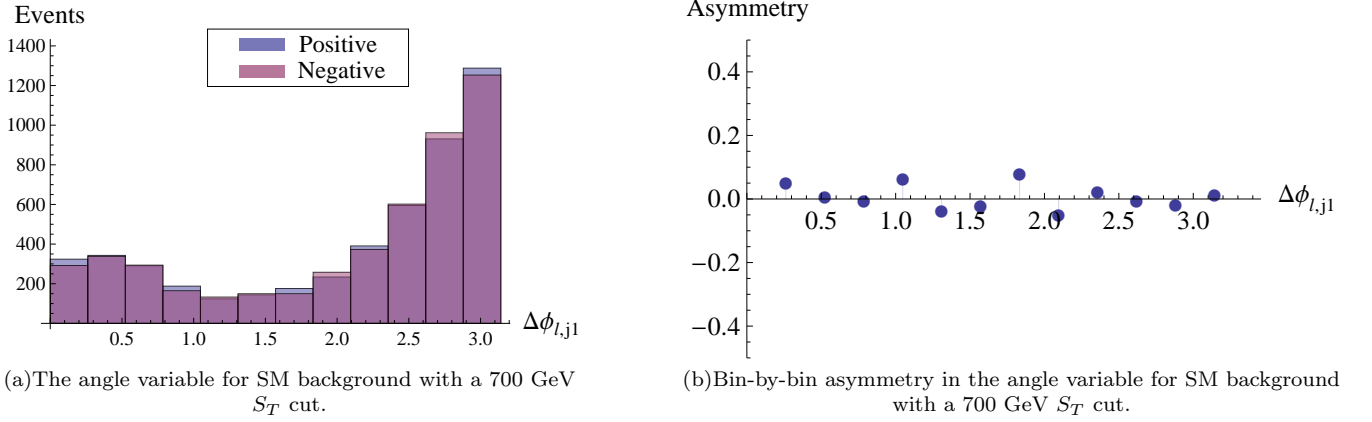 Events
1400
1200
1000
800
600
400
200
0.5 1.0 1.5 2.0 2.5 3.0
Δϕl,j1
Positive
Negative
(a)The angle variable for SM background with a 700 GeV
ST cut.
Asymmetry
0.4
0.2
0.0
−0.2
−0.4
0.5 1.0 1.5 2.0 2.5 3.0
Δϕl,j1
(b)Bin-by-bin asymmetry in the angle variable for SM background
with a 700 GeV ST cut.